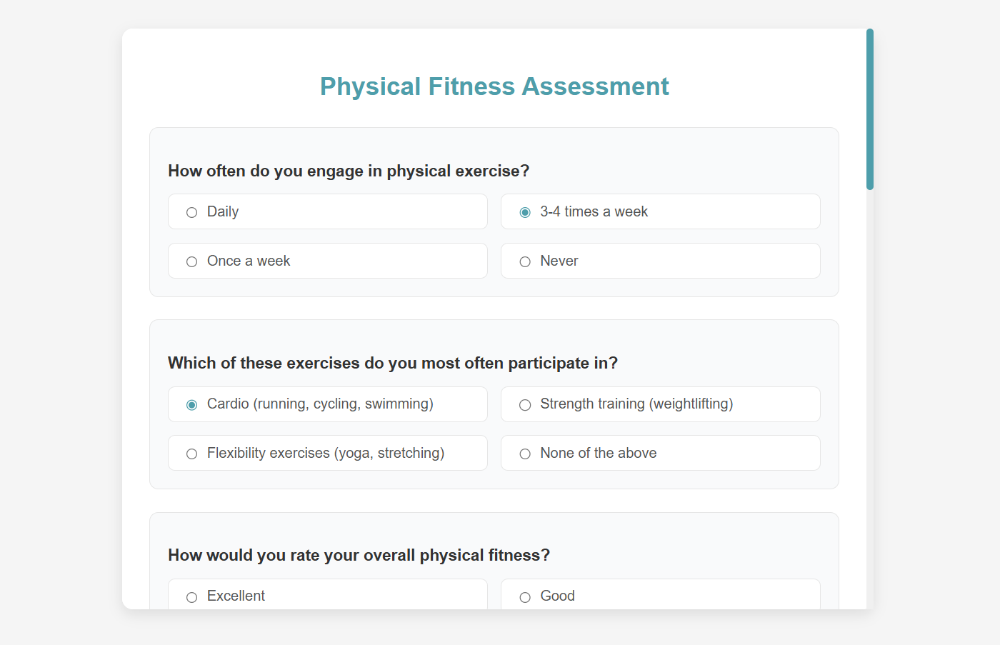 Physical Fitness Assessment
How often do you engage in physical exercise?
Daily
3-4 times a week
Once a week
Never
Which of these exercises do you most often participate in?
Cardio (running, cycling, swimming)
Strength training (weightlifting)
Flexibility exercises (yoga, stretching)
None of the above
How would you rate your overall physical fitness?
Excellent
Good